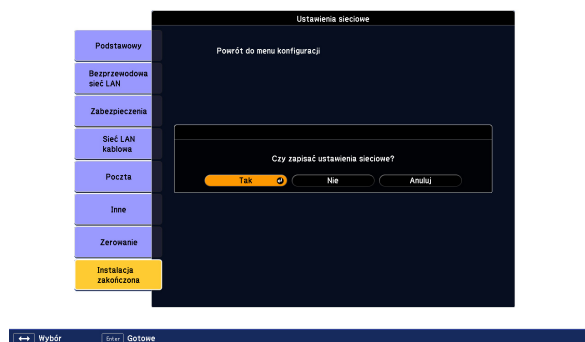 Ustawienia sieciowe
Podstawowy
Powrót do menu konfiguracji
Bezprzewodowa
sieć LAN
Zabezpieczenia
Sieć LAN
kablowa
Czy zapisać ustawienia sieciowe?
Poczta
Tak Nie Anuluj
Inne
Zerowanie
Instalacja
zakończona
Wybór Enter Gotowe